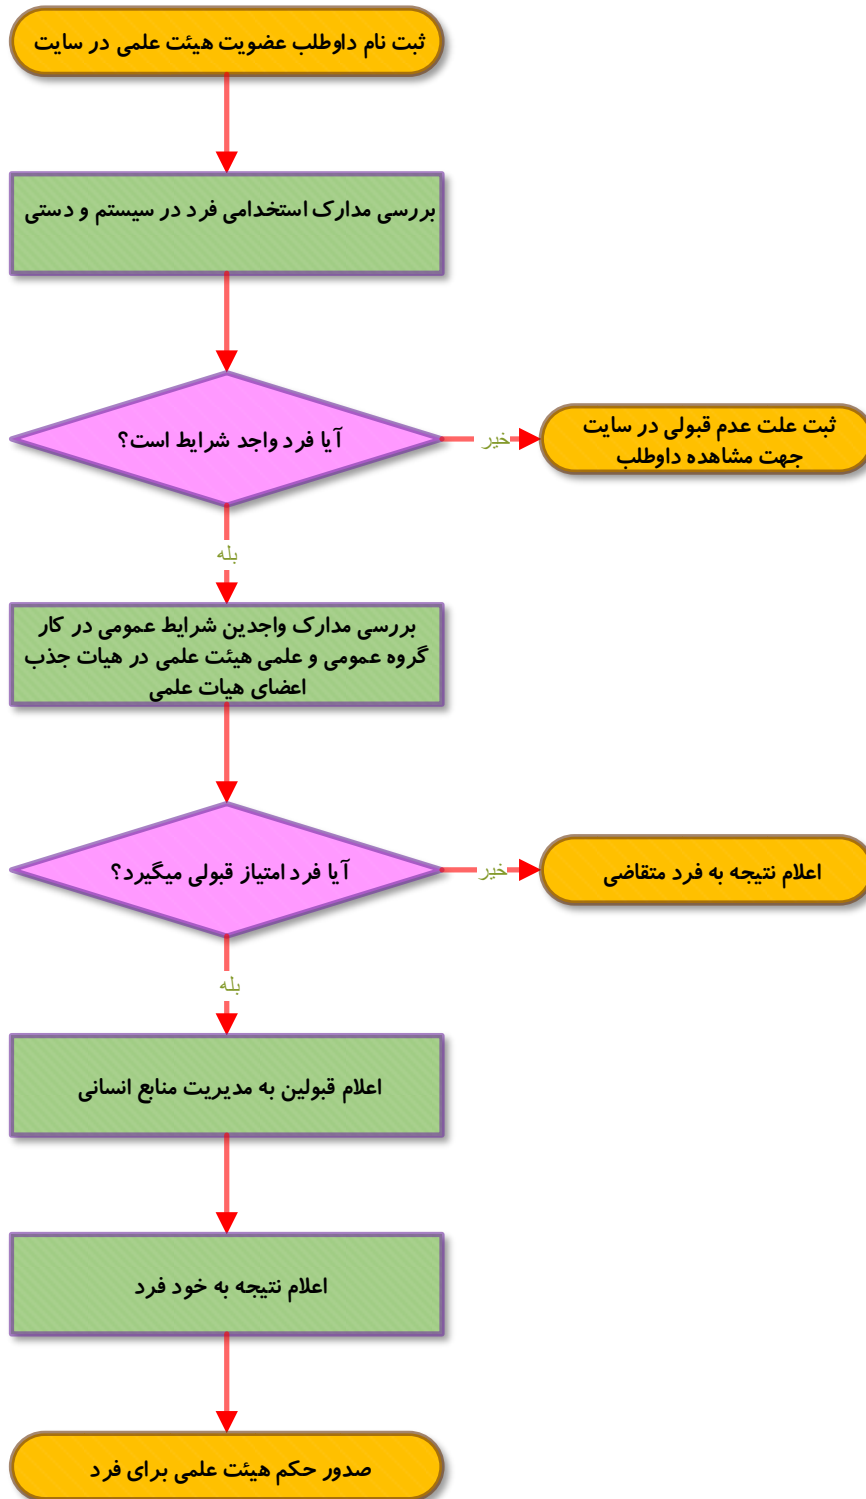 ثبت نام داوطلب عضویت هیئت علمی در سایت
بررسی مدارک استخدامی فرد در سیستم و دستی
آیا فرد واجد شرایط است؟
خیر
ثبت علت عدم قبولی در سایت
جهت مشاهده داوطلب
بله
بررسی مدارک واجدین شرایط عمومی در کار
گروه عمومی و علمی هیئت علمی در هیات جذب
اعضای هیات علمی
آیا فرد امتیاز قبولی میگیرد؟
خیر
اعلام نتیجه به فرد متقاضی
بله
اعلام قبولین به مدیریت منابع انسانی
اعلام نتیجه به خود فرد
صدور حکم هیئت علمی برای فرد